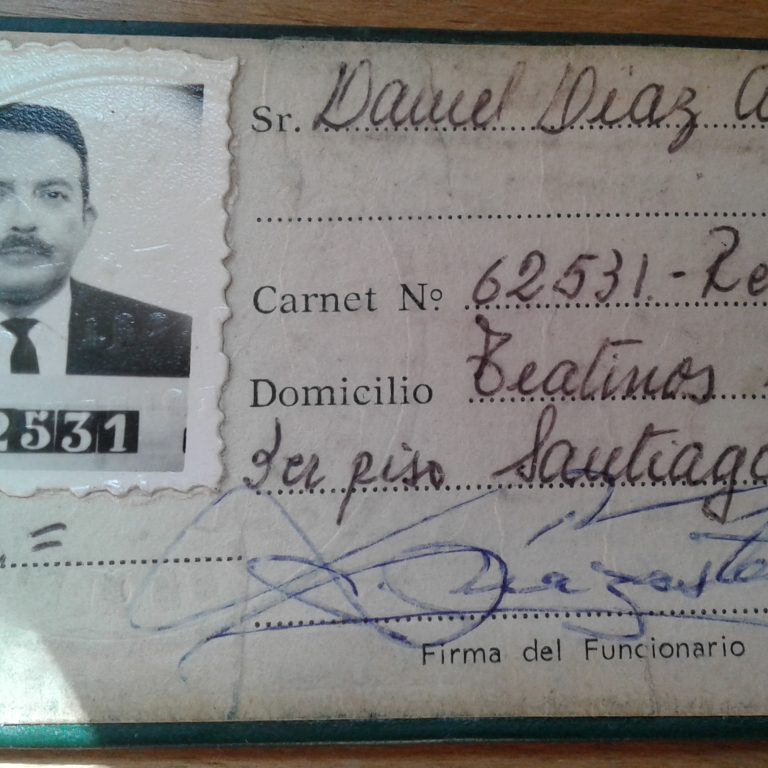 Sr. Daniel Diaz
Carnet Nº 62531.- Re
Domicilio Teatinos
2531
3er piso Santiago
Firma del Funcionario